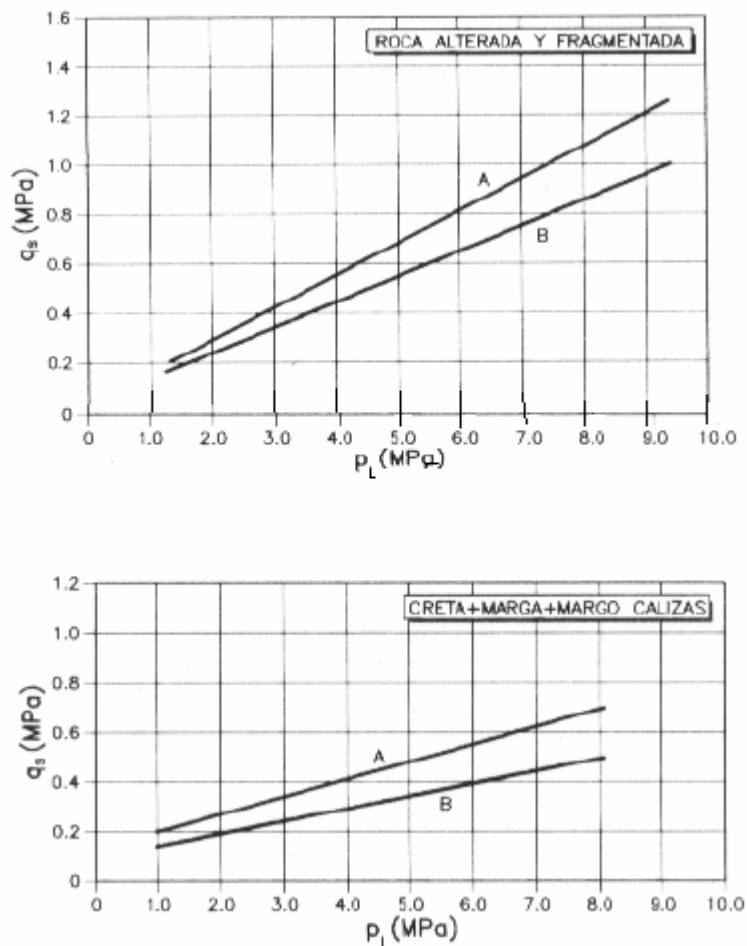 1.6
ROCA ALTERADA Y FRAGMENTADA
1.4
1.2
1.0
A
0.8
B
0.6
0.4
0.2
0
qs (MPa)
0 1.0 2.0 3.0 4.0 5.0 6.0 7.0 8.0 9.0 10.0
pL (MPa)
1.2
CRETA+MARGA+MARGO CALIZAS
1.0
0.8
0.6
A
0.4
B
0.2
0
qs (MPa)
0 1.0 2.0 3.0 4.0 5.0 6.0 7.0 8.0 9.0 10.0
pL (MPa)